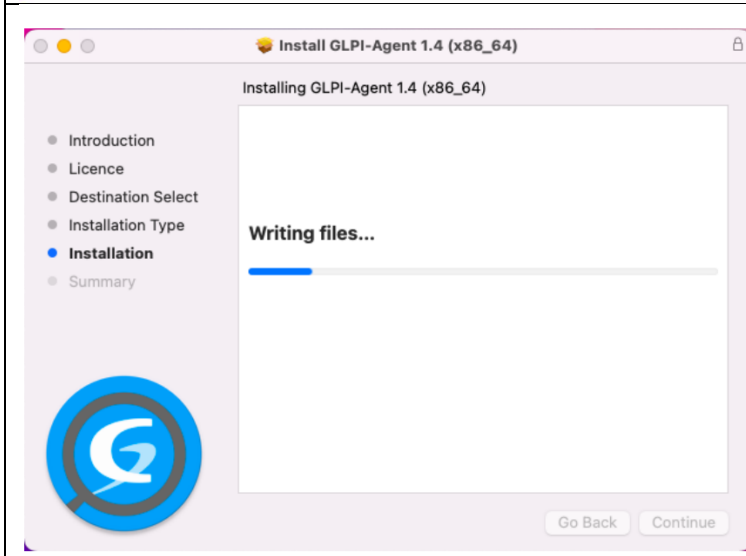 Install GLPI-Agent 1.4 (x86_64)
Installing GLPI-Agent 1.4 (x86_64)
Introduction
Licence
Destination Select
Installation Type
Installation
Summary
Writing files...
Go Back
Continue